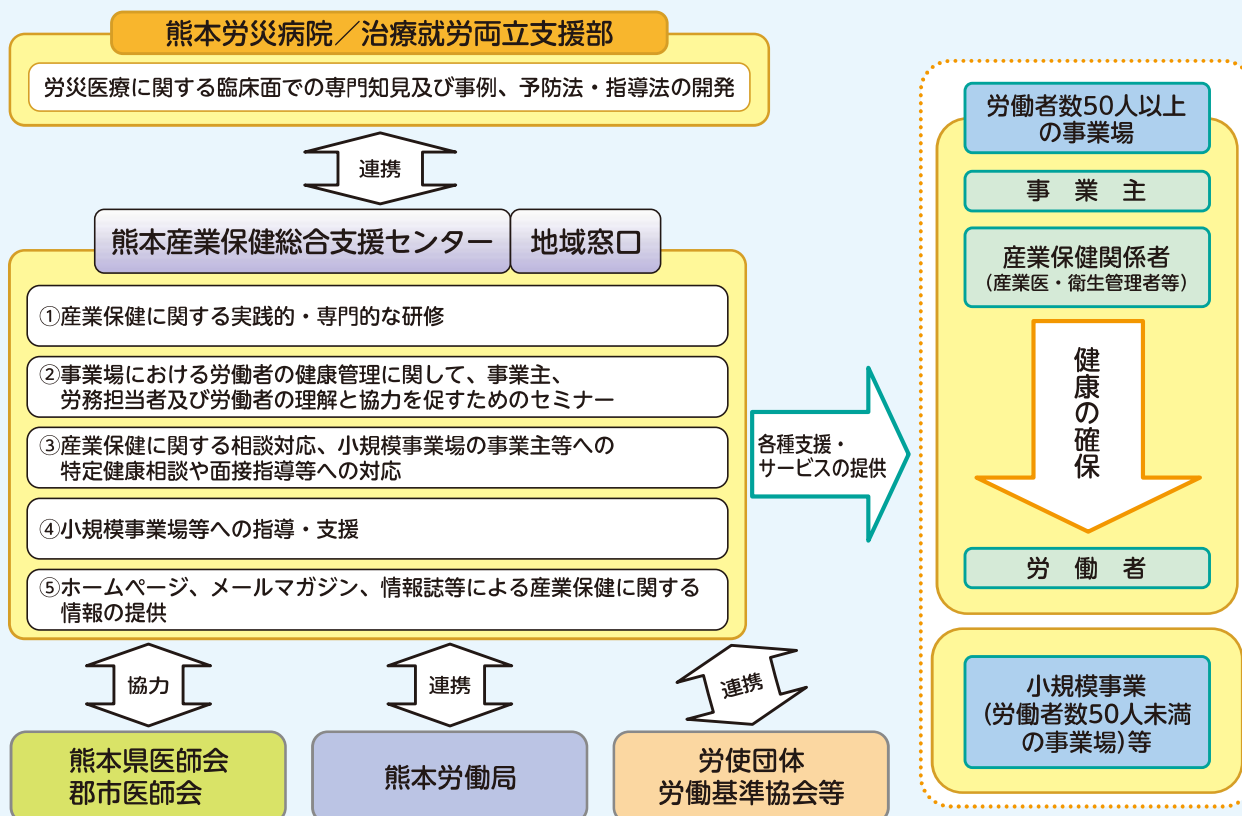 熊本労災病院／治療就労両立支援部
労災医療に関する臨床面での専門知見及び事例、予防法・指導法の開発
連携
熊本産業保健総合支援センター
地域窓口
①産業保健に関する実践的・専門的な研修
②事業場における労働者の健康管理に関して、事業主、
労務担当者及び労働者の理解と協力を促すためのセミナー
③産業保健に関する相談対応、小規模事業場の事業主等への
特定健康相談や面接指導等への対応
④小規模事業場等への指導・支援
⑤ホームページ、メールマガジン、情報誌等による産業保健に関する
情報の提供
協力
連携
連携
熊本県医師会
郡市医師会
熊本労働局
労使団体
労働基準協会等
各種支援・
サービスの提供
労働者数50人以上
の事業場
事　業　主
産業保健関係者
（産業医・衛生管理者等）
健康の確保
労　働　者
小規模事業
(労働者数50人未満
の事業場)等